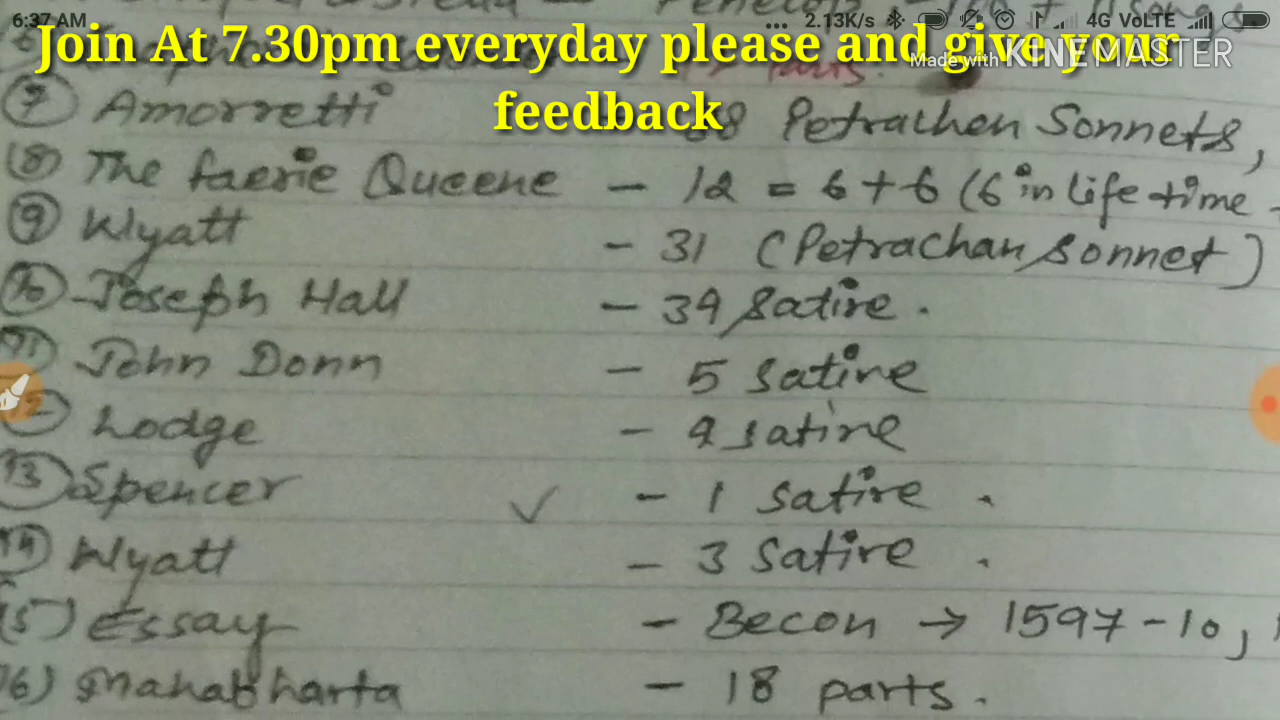 6:37 AM ... 2.13K/s 4G VoLTE
Join At 7.30pm everyday please and give your
feedback
Made with KINEMASTER
Penelope
7 Amorretti - 88 Petrachen Sonnets,
(8) The faerie Queene - 12 = 6 + 6 (6 in life time -
9 Wyatt - 31 (Petrachan Sonnet)
10 Joseph Hall - 39 Satire.
11 John Donn - 5 Satire
12 Lodge - 4 satire
13 Spencer ✓ - 1 satire.
14 Wyatt - 3 Satire.
15) Essay - Becon → 1597 - 10,
16) Mahabharta - 18 parts.